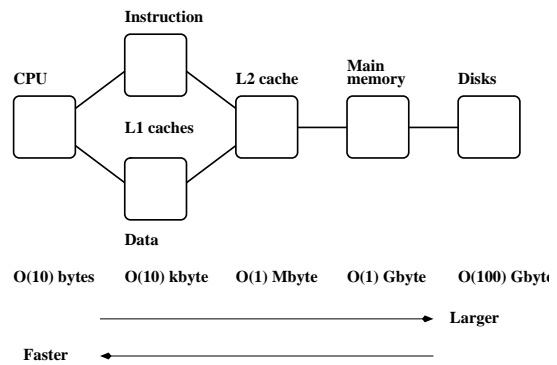 Instruction
CPU
L2 cache
Main
memory
Disks
L1 caches
Data
O(10) bytes
O(10) kbyte
O(1) Mbyte
O(1) Gbyte
O(100) Gbyte
Larger
Faster